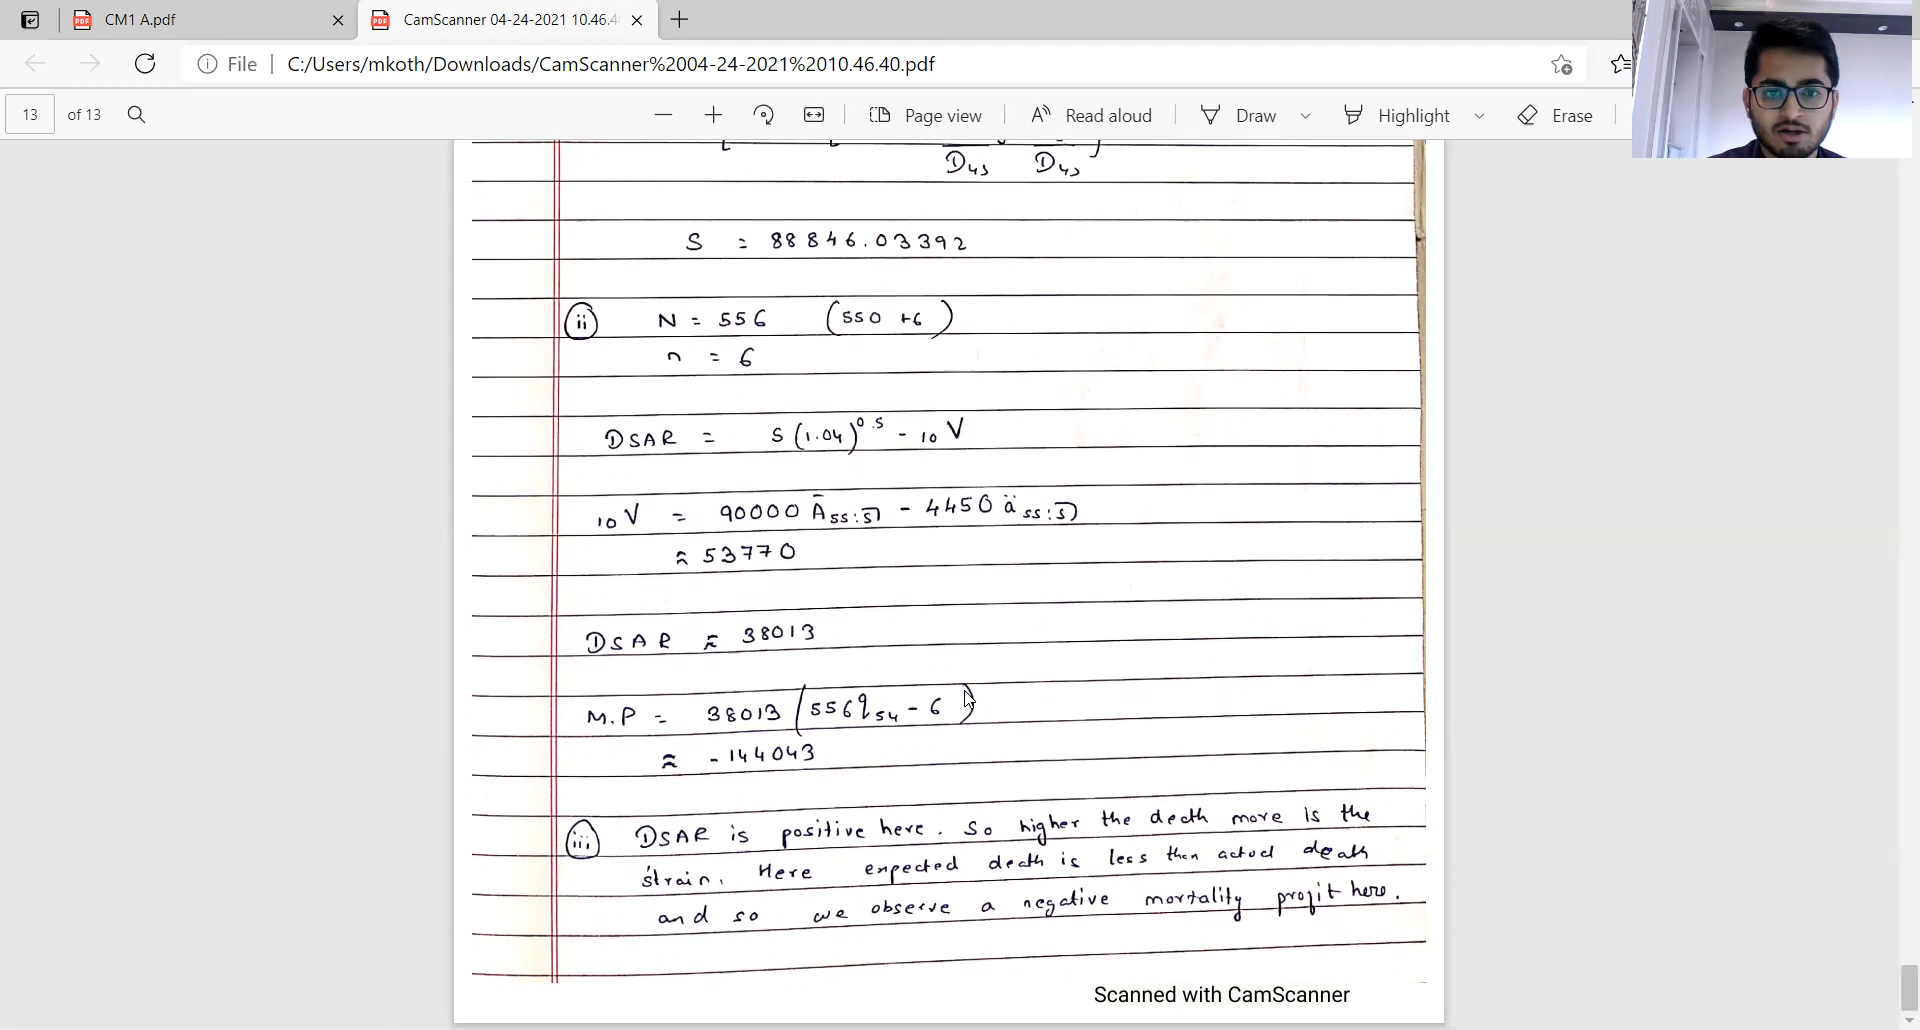 CM1 A.pdf
CamScanner 04-24-2021 10.46.4
File
C:/Users/mkoth/Downloads/CamScanner%2004-24-2021%2010.46.40.pdf
13 of 13
Page view
Read aloud
Draw
Highlight
Erase
D45 D45
S = 88846.03392
ii N = 556 (550 +6)
n = 6
DSAR = S(1.04)^0.5 - 10V
10V = 90000 Ā55:5̅| - 4450 ä55:5̅|
≈ 53770
DSAR ≈ 38013
M.P = 38013 (556q54 - 6)
≈ -144043
iii DSAR is positive here. So higher the death more is the
strain. Here expected death is less then actual death
and so we observe a negative mortality profit here.
Scanned with CamScanner